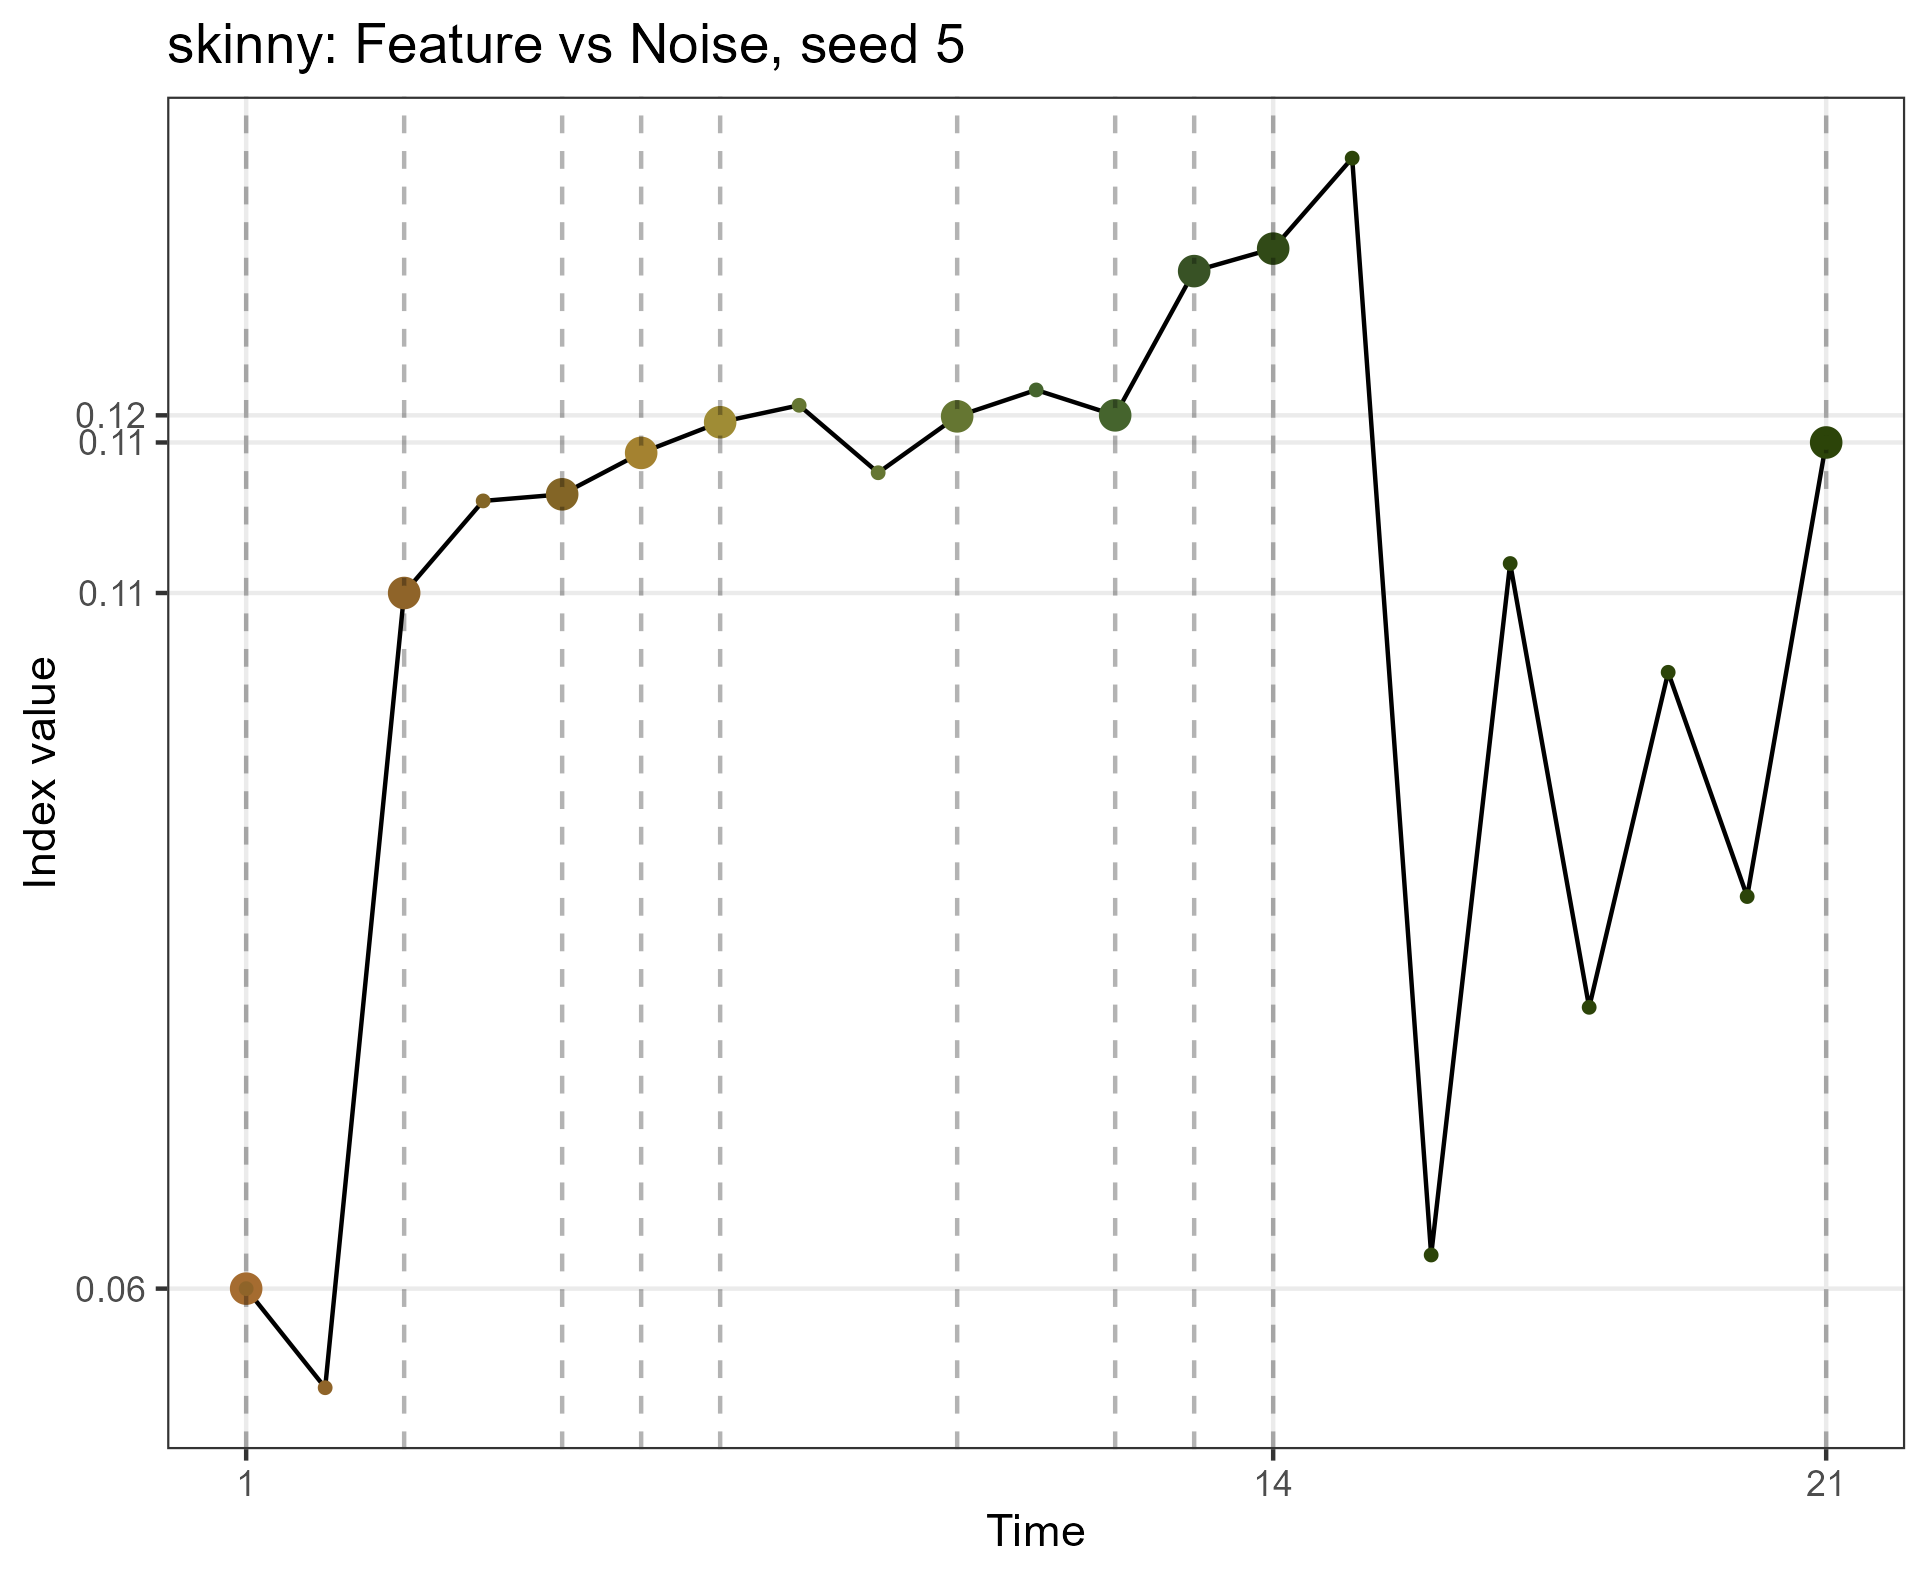 skinny: Feature vs Noise, seed 5
Index value
0.12
0.11
0.11
0.06
1 14 21
Time